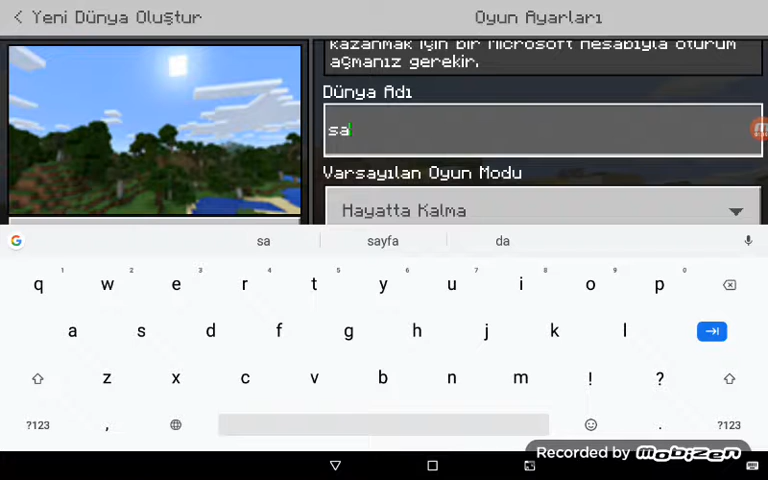 Yeni Dünya Oluştur
Oyun Ayarları
kazanmak için bir Microsoft hesabıyla oturum
açmanız gerekir.
Dünya Adı
sa
Varsayılan Oyun Modu
Hayatta Kalma
sa sayfa da
1 2 3 4 5 6 7 8 9 0
q w e r t y u i o p
a s d f g h j k l
z x c v b n m ! ?
?123 , . ?123
Recorded by mobizen